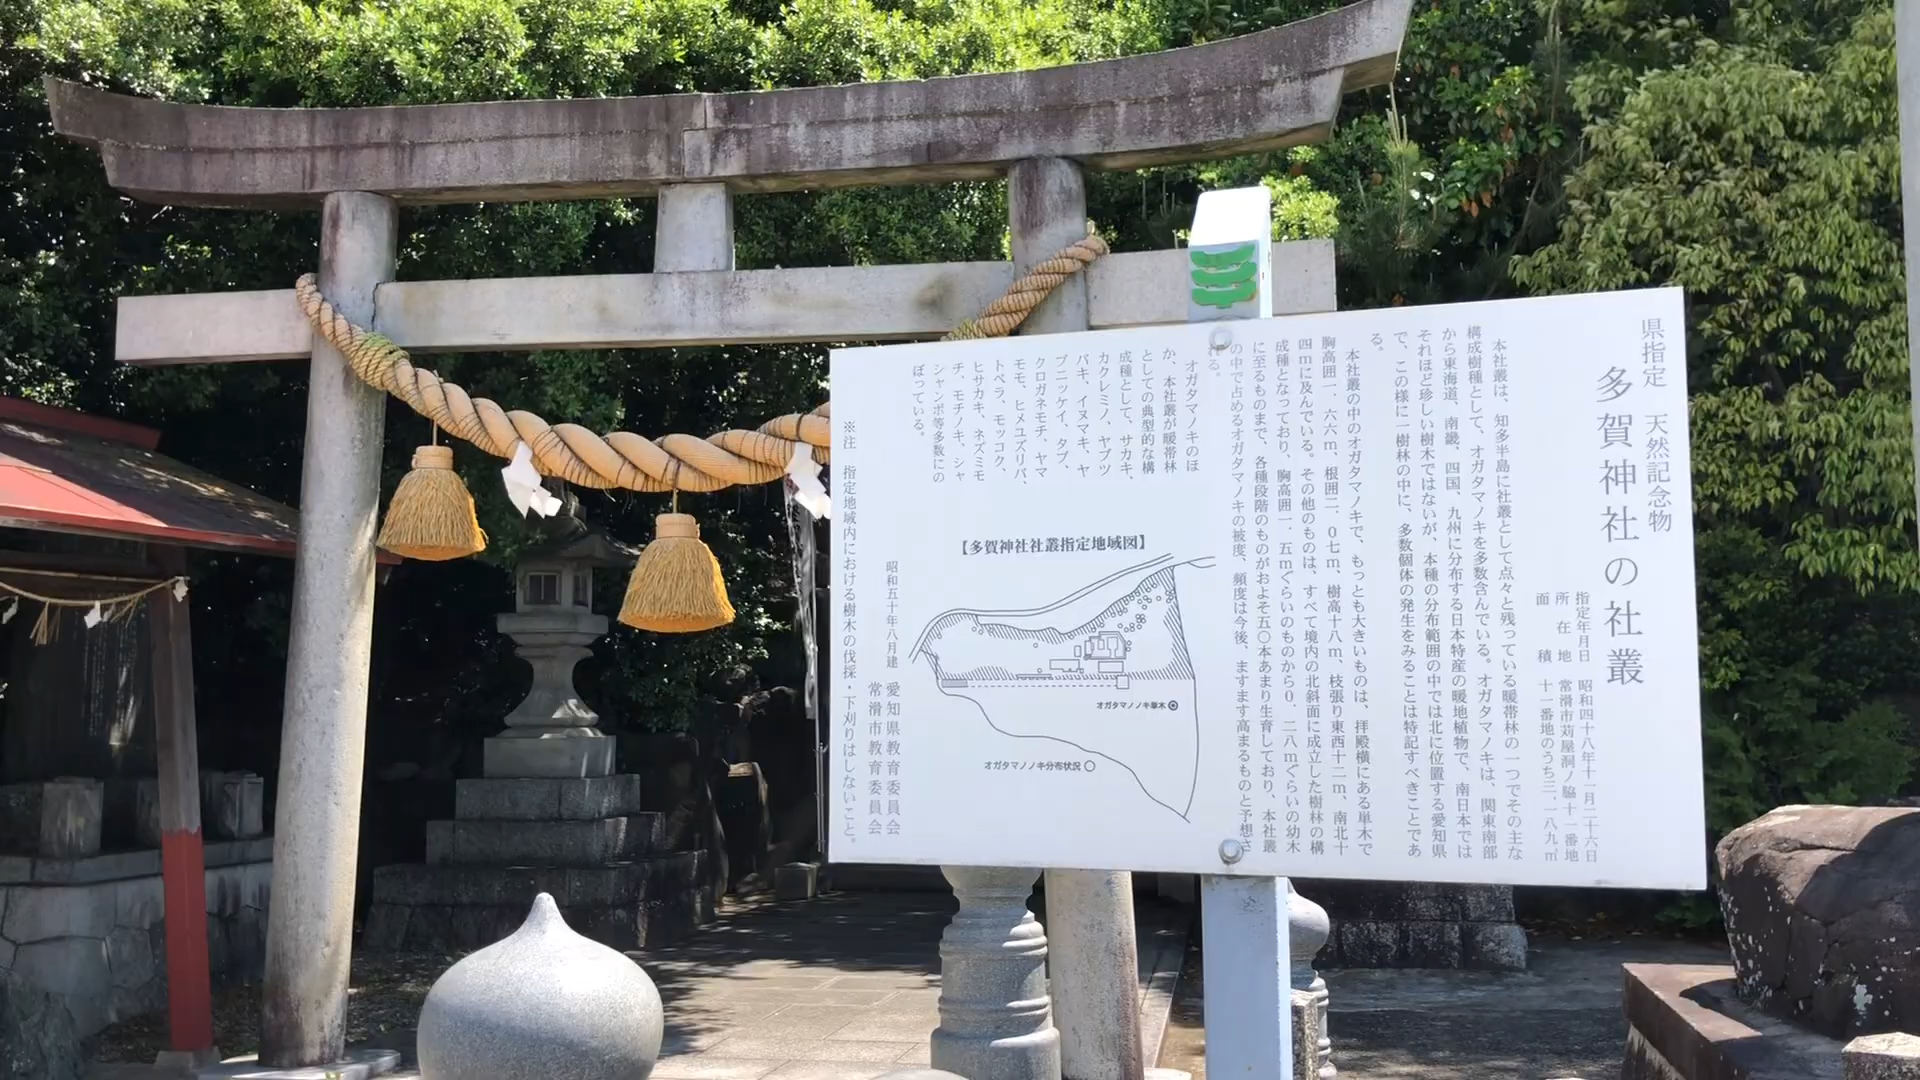 県指定　天然記念物
多賀神社の社叢
指定年月日　昭和四十八年十一月二十六日
所在地　常滑市苅屋洞ノ脇十一番地
面積　十一番地のうち三、一八九㎡
本社叢は、知多半島に社叢として点々と残っている暖帯林の一つでその主な
構成樹種として、オガタマノキを多数含んでいる。オガタマノキは、関東南部
から東海道、南畿、四国、九州に分布する日本特産の暖地植物で、南日本では
それほど珍しい樹木ではないが、本種の分布範囲の中では北に位置する愛知県
で、この様に一樹林の中に、多数個体の発生をみることは特記すべきことであ
る。
本社叢の中のオガタマノキで、もっとも大きいものは、拝殿横にある単木で
胸高囲一．六六ｍ、根囲二．０七ｍ、樹高十八ｍ、枝張り東西十二ｍ、南北十
四ｍに及んでいる。その他のものは、すべて境内の北斜面に成立した樹林の構
成種となっており、胸高囲一．五ｍぐらいのものから０．二八ｍぐらいの幼木
に至るものまで、各種段階のものがおよそ五〇本あまり生育しており、本社叢
の中で占めるオガタマノキの被度、頻度は今後、ますます高まるものと予想さ
れる。
オガタマノキのほ
か、本社叢が暖帯林
としての典型的な構
成種として、サカキ、
カクレミノ、ヤブツ
バキ、イヌマキ、ヤ
ブニッケイ、タブ、
クロガネモチ、ヤマ
モモ、ヒメユズリハ、
トベラ、モッコク、
ヒサカキ、ネズミモ
チ、モチノキ、シャ
シャンボ等多数にの
ぼっている。
【多賀神社社叢指定地域図】
オガタマノノキ単木◎
オガタマノノキ分布状況○
昭和五十年八月建　愛知県教育委員会
常滑市教育委員会
※注　指定地域内における樹木の伐採・下刈りはしないこと。